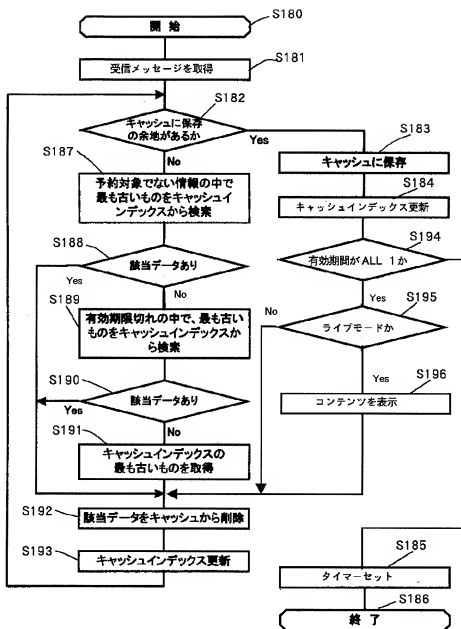 S180
開 始
S181
受信メッセージを取得
S182
キャッシュに保存
の余地があるか
Yes
No
S183
キャッシュに保存
S187
予約対象でない情報の中で
最も古いものをキャッシュイ
ンデックスから検索
S184
キャッシュインデックス更新
S194
有効期間がALL 1か
Yes
S188
該当データあり
Yes
No
S195
ライブモードか
No
Yes
S189
有効期限切れの中で、最も古い
ものをキャッシュインデックスか
ら検索
S196
コンテンツを表示
S190
該当データあり
Yes
No
S191
キャッシュインデックスの
最も古いものを取得
S192
該当データをキャッシュから削除
S193
キャッシュインデックス更新
S185
タイマーセット
S186
終 了